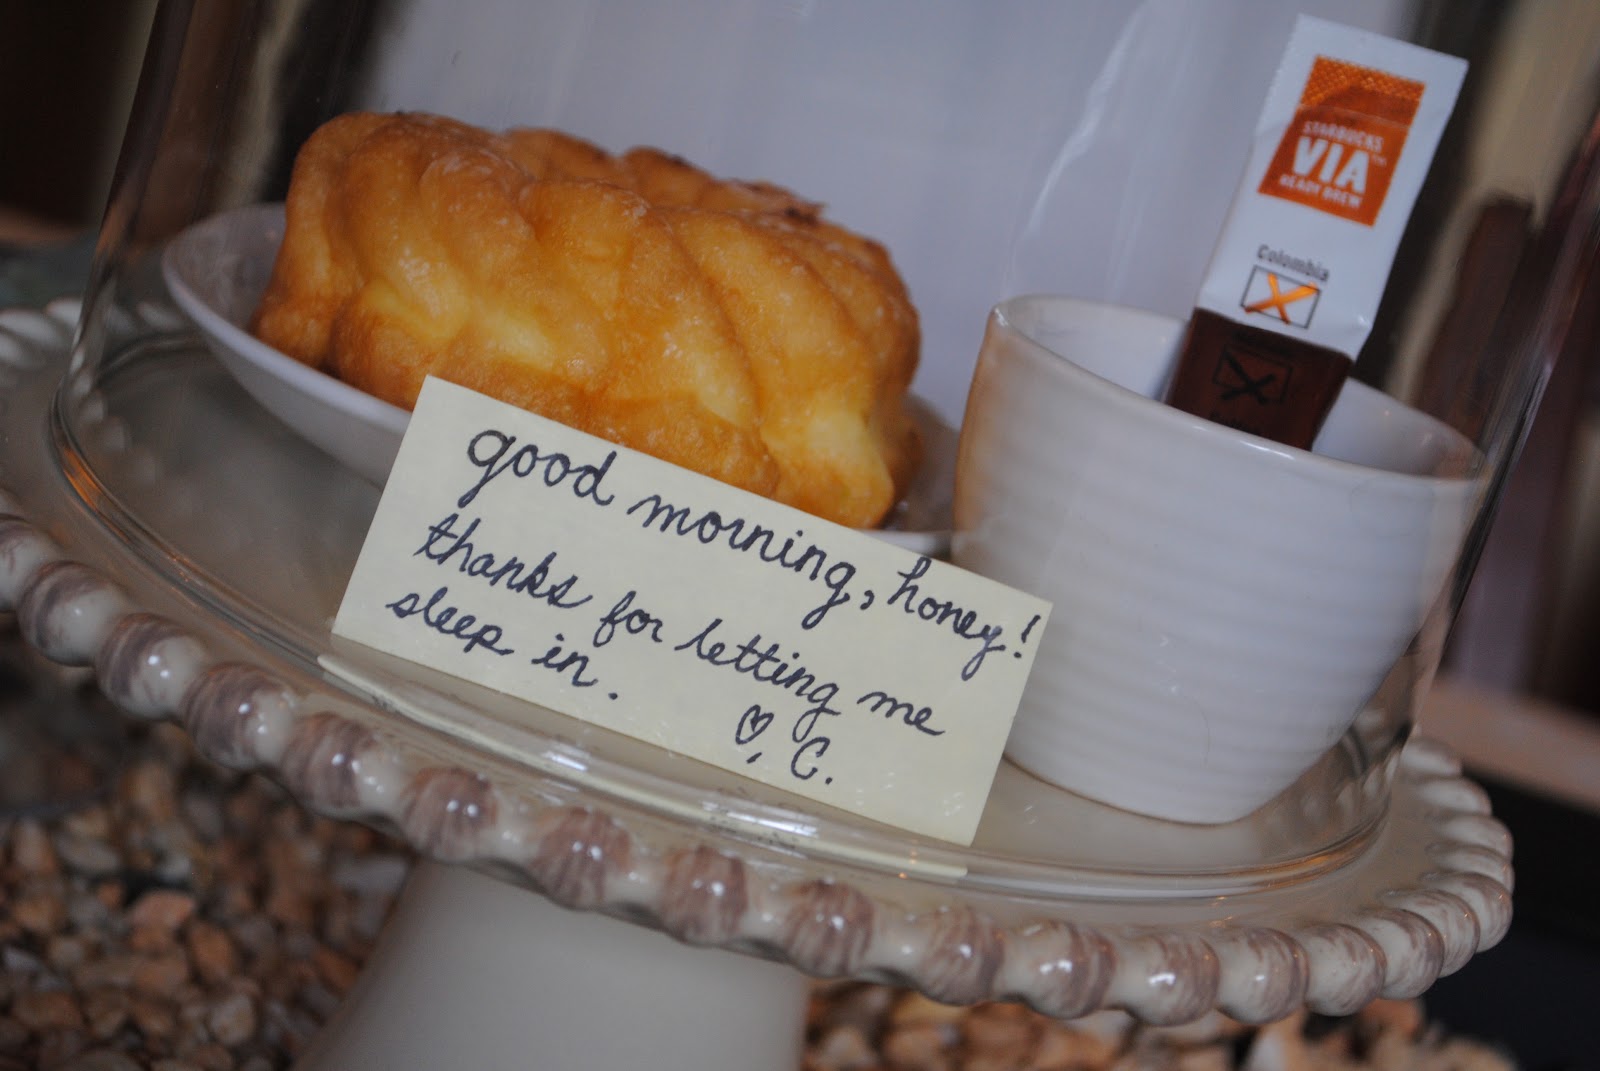 good morning, honey!
thanks for letting me
sleep in.
♡, C.
STARBUCKS
VIA
READY BREW
Colombia